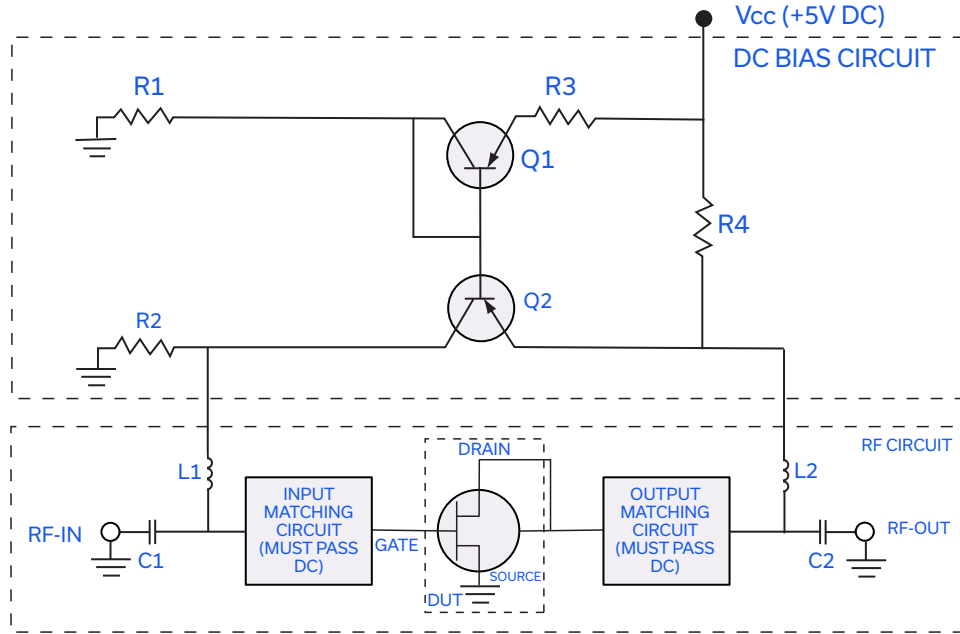 Vcc (+5V DC)
DC BIAS CIRCUIT
R1
R3
Q1
R4
Q2
R2
RF CIRCUIT
DRAIN
L1
L2
INPUT
MATCHING
CIRCUIT
(MUST PASS
DC)
OUTPUT
MATCHING
CIRCUIT
(MUST PASS
DC)
RF-IN
RF-OUT
GATE
C1
C2
SOURCE
DUT